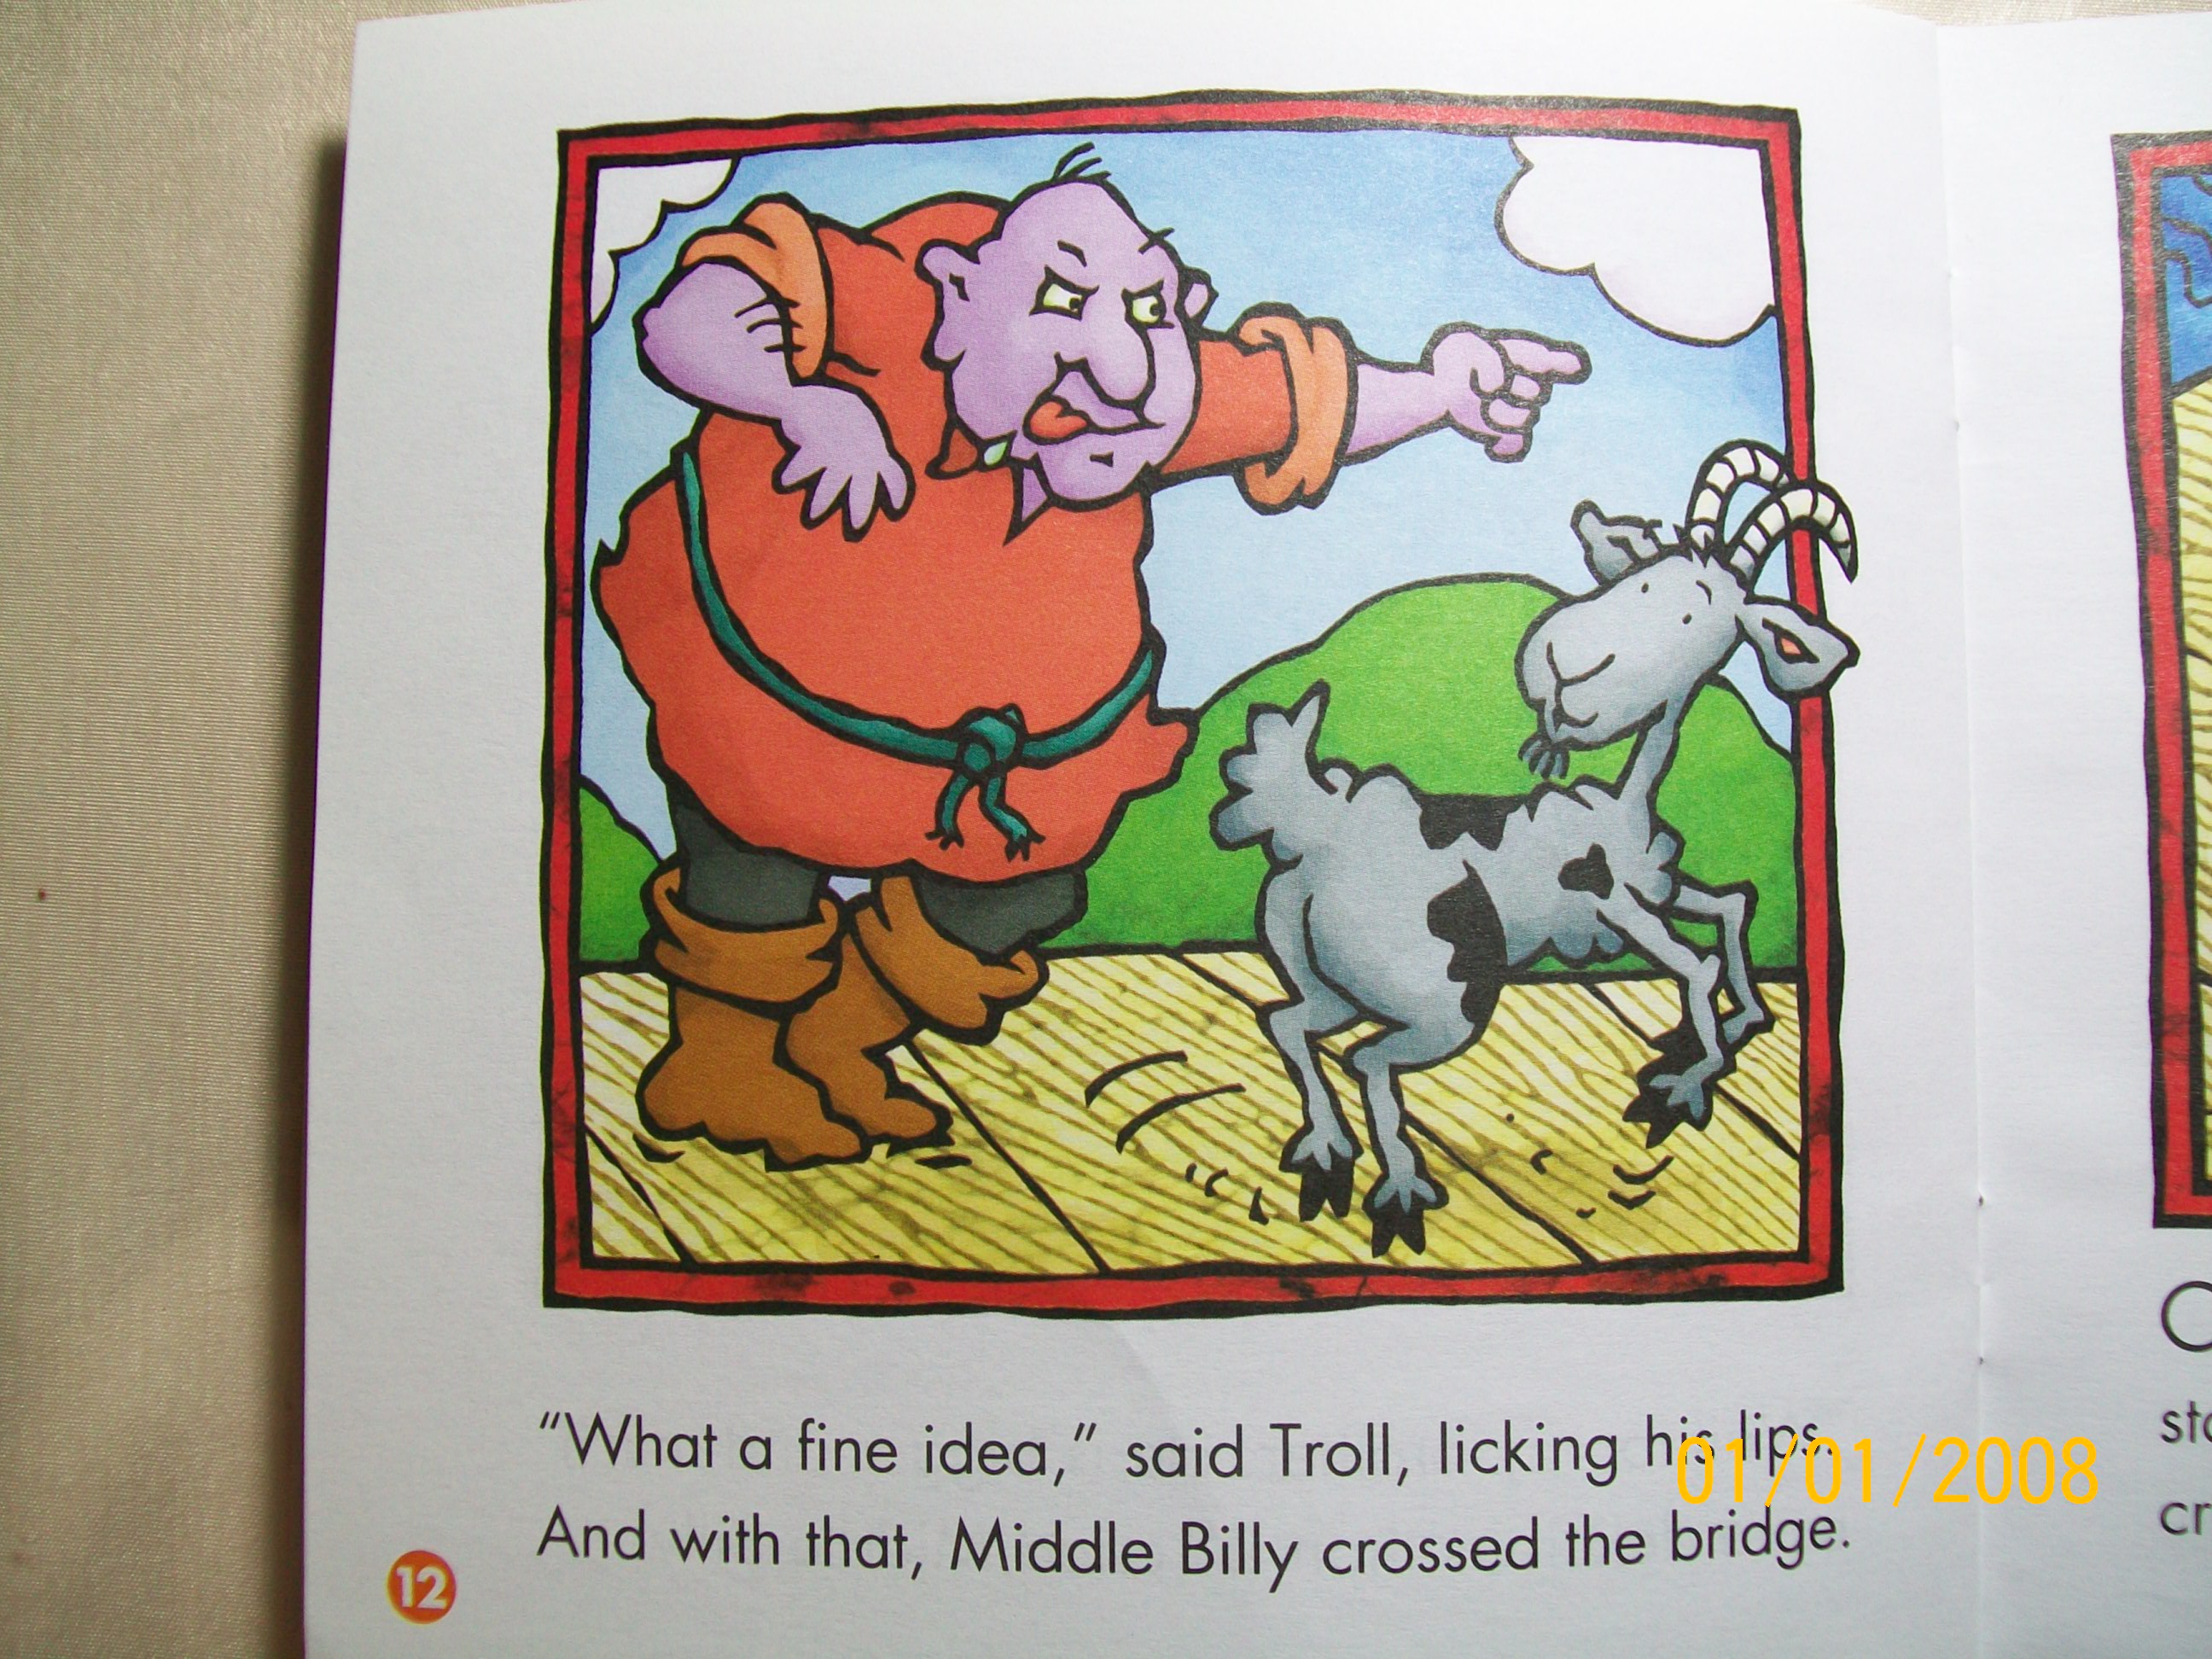 “What a fine idea,” said Troll, licking his lips.
And with that, Middle Billy crossed the bridge.
12
01/01/2008